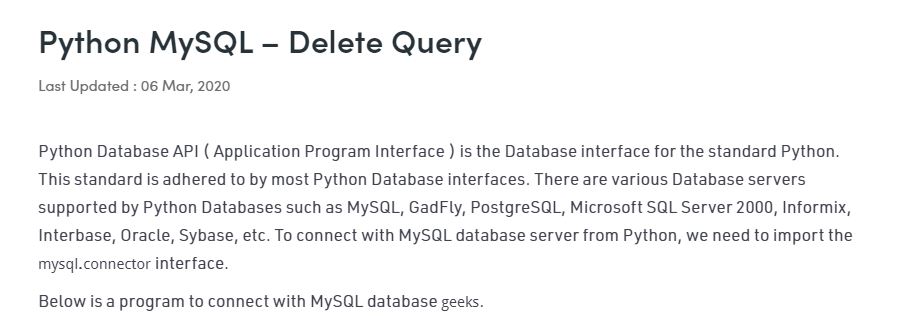 Python MySQL – Delete Query
Last Updated : 06 Mar, 2020
Python Database API ( Application Program Interface ) is the Database interface for the standard Python.
This standard is adhered to by most Python Database interfaces. There are various Database servers
supported by Python Databases such as MySQL, GadFly, PostgreSQL, Microsoft SQL Server 2000, Informix,
Interbase, Oracle, Sybase, etc. To connect with MySQL database server from Python, we need to import the
mysql.connector interface.
Below is a program to connect with MySQL database geeks.